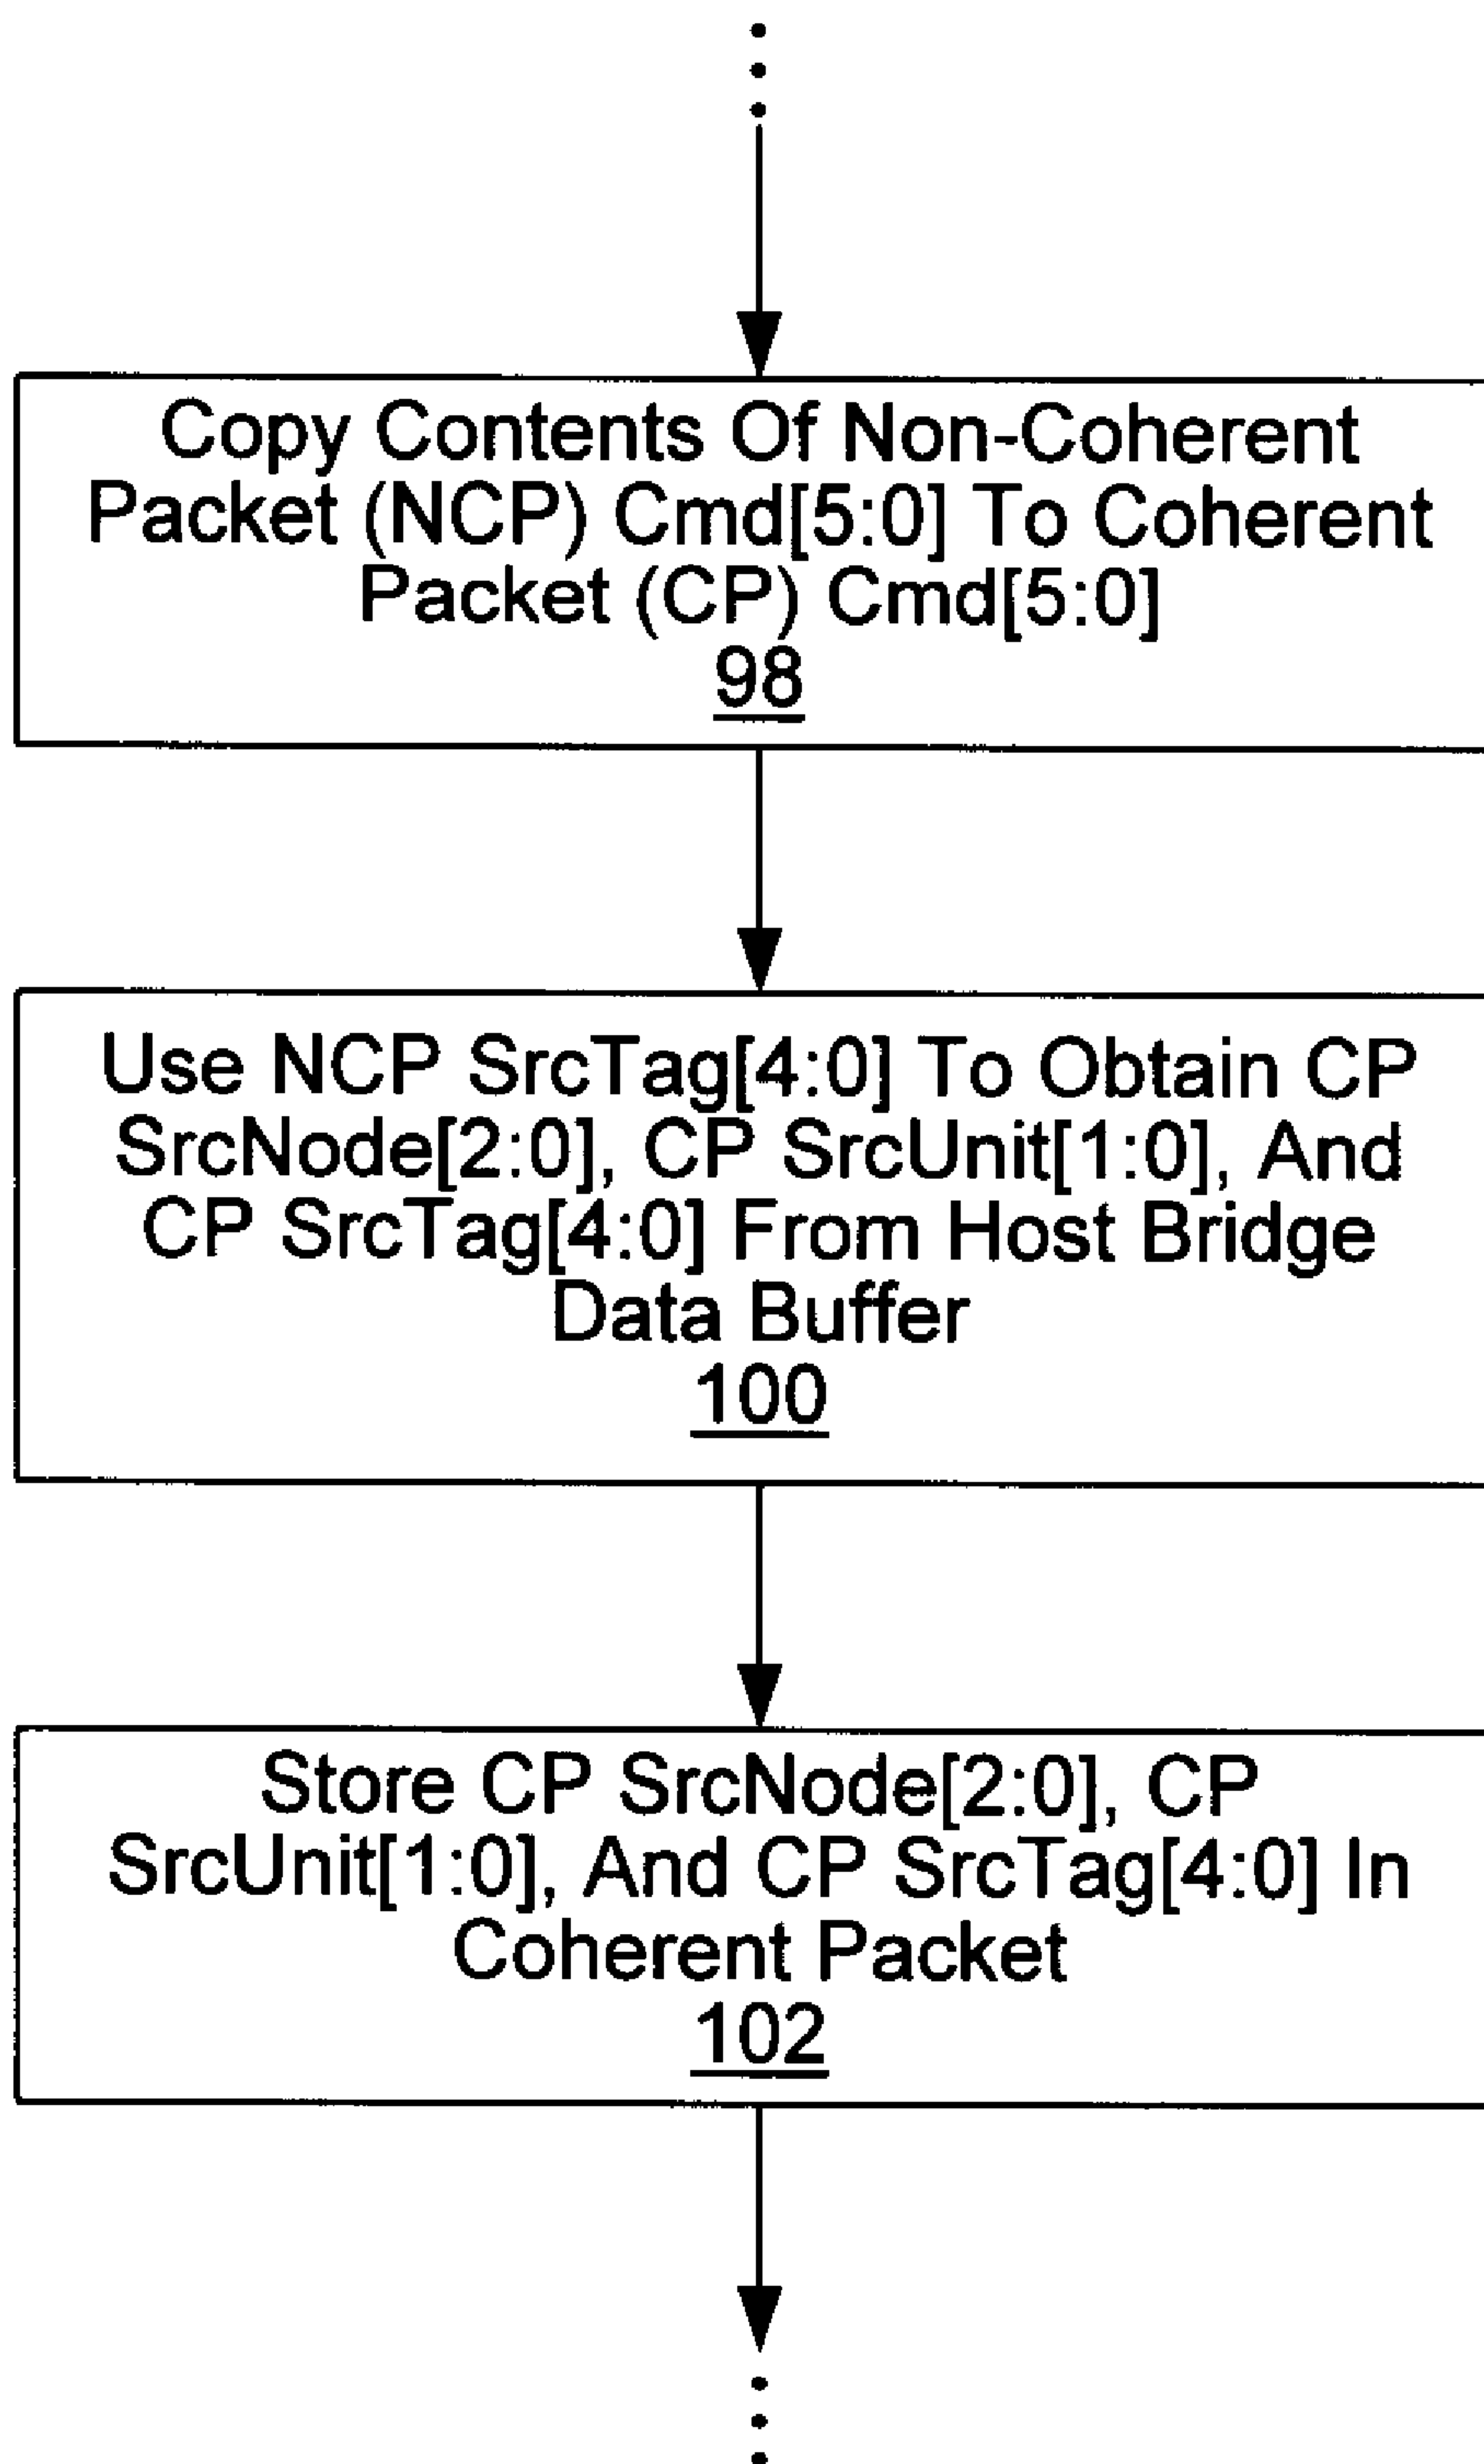 Copy Contents Of Non-Coherent
Packet (NCP) Cmd[5:0] To Coherent
Packet (CP) Cmd[5:0]
98
Use NCP SrcTag[4:0] To Obtain CP
SrcNode[2:0], CP SrcUnit[1:0], And
CP SrcTag[4:0] From Host Bridge
Data Buffer
100
Store CP SrcNode[2:0], CP
SrcUnit[1:0], And CP SrcTag[4:0] In
Coherent Packet
102